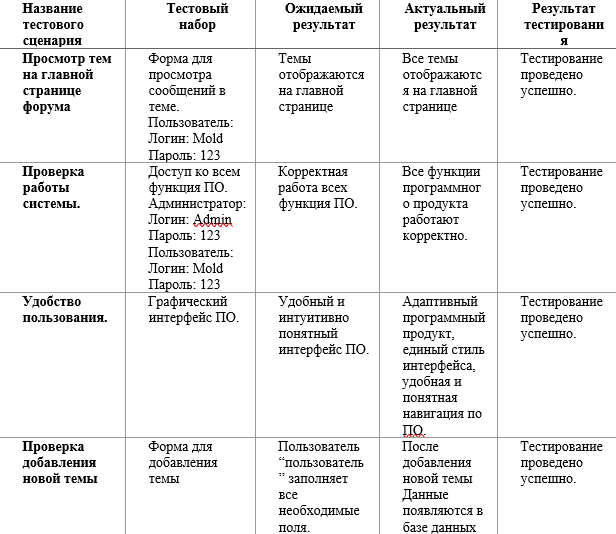 Название тестового сценария
Тестовый набор
Ожидаемый результат
Актуальный результат
Результат тестировани
я
Просмотр тем
на главной
странице
форума
Форма для
просмотра
сообщений в
теме.
Пользователь:
Логин: Mold
Пароль: 123
Темы
отображаются
на главной
странице
Все темы
отображаютс
я на главной
странице
Тестирование
проведено
успешно.
Проверка
работы
системы.
Доступ ко всем
функция ПО.
Администратор:
Логин: Admin
Пароль: 123
Пользователь:
Логин: Mold
Пароль: 123
Корректная
работа всех
функция ПО.
Все функции
программног
о продукта
работают
корректно.
Тестирование
проведено
успешно.
Удобство
пользования.
Графический
интерфейс ПО.
Удобный и
интуитивно
понятный
интерфейс ПО.
Адаптивный
программный
продукт,
единый стиль
интерфейса,
удобная и
понятная
навигация по
ПО.
Тестирование
проведено
успешно.
Проверка
добавления
новой темы
Форма для
добавления
темы
Пользователь
“пользователь
” заполняет
все
необходимые
поля.
После
добавления
новой темы
Данные
появляются в
базе данных
Тестирование
проведено
успешно.